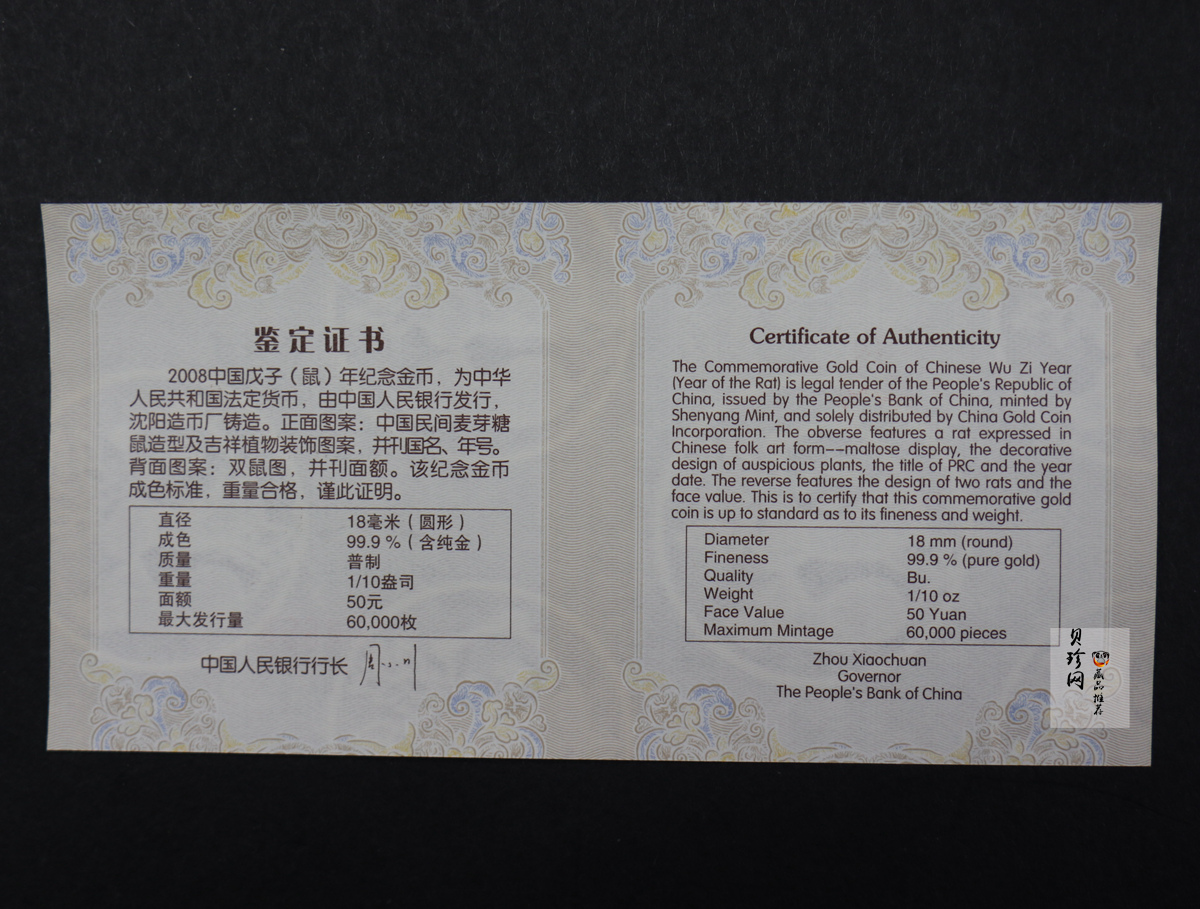 鉴定证书
2008中国戊子（鼠）年纪念金币，为中华
人民共和国法定货币，由中国人民银行发行，
沈阳造币厂铸造。正面图案：中国民间麦芽糖
鼠造型及吉祥植物装饰图案，并刊国名、年号。
背面图案：双鼠图，并刊面额。该纪念金币
成色标准，重量合格，谨此证明。
直径 18毫米（圆形）
成色 99.9 %（含纯金）
质量 普制
重量 1/10盎司
面额 50元
最大发行量 60,000枚
中国人民银行行长
Certificate of Authenticity
The Commemorative Gold Coin of Chinese Wu Zi Year
(Year of the Rat) is legal tender of the People's Republic of
China, issued by the People's Bank of China, minted by
Shenyang Mint, and solely distributed by China Gold Coin
Incorporation. The obverse features a rat expressed in
Chinese folk art form--maltose display, the decorative
design of auspicious plants, the title of PRC and the year
date. The reverse features the design of two rats and the
face value. This is to certify that this commemorative gold
coin is up to standard as to its fineness and weight.
Diameter 18 mm (round)
Fineness 99.9 % (pure gold)
Quality Bu.
Weight 1/10 oz
Face Value 50 Yuan
Maximum Mintage 60,000 pieces
Zhou Xiaochuan
Governor
The People's Bank of China
贝珍网
藏品推荐